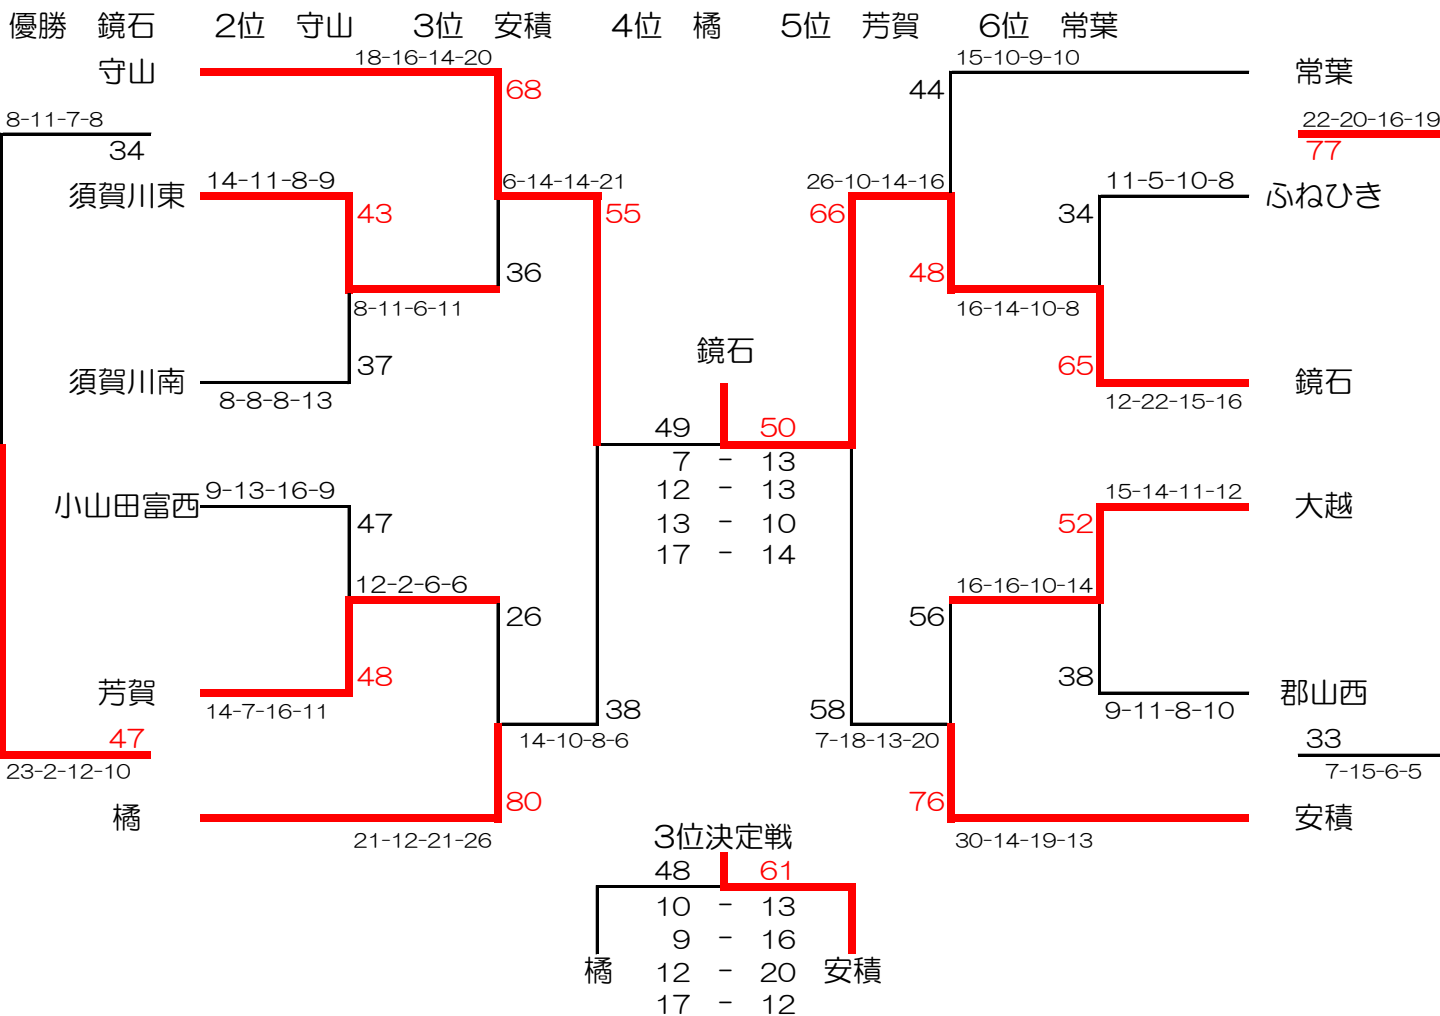 優勝 鏡石 2位 守山 3位 安積 4位 橘 5位 芳賀 6位 常葉
18-16-14-20
15-10-9-10
守山
68
44
常葉
8-11-7-8
22-20-16-19
34
77
14-11-8-9
6-14-14-21
26-10-14-16
11-5-10-8
須賀川東
43
55
66
34
ふねひき
36
48
8-11-6-11
16-14-10-8
鏡石
37
65
須賀川南
鏡石
8-8-8-13
12-22-15-16
49 50
7 - 13
12 - 13
13 - 10
17 - 14
9-13-16-9
15-14-11-12
小山田富西
47
52
大越
12-2-6-6
16-16-10-14
26
56
48
38
芳賀
郡山西
14-7-16-11
38
58
9-11-8-10
47
14-10-8-6
7-18-13-20
33
23-2-12-10
7-15-6-5
80
76
橘
安積
21-12-21-26
3位決定戦
30-14-19-13
48 61
10 - 13
9 - 16
橘 12 - 20 安積
17 - 12